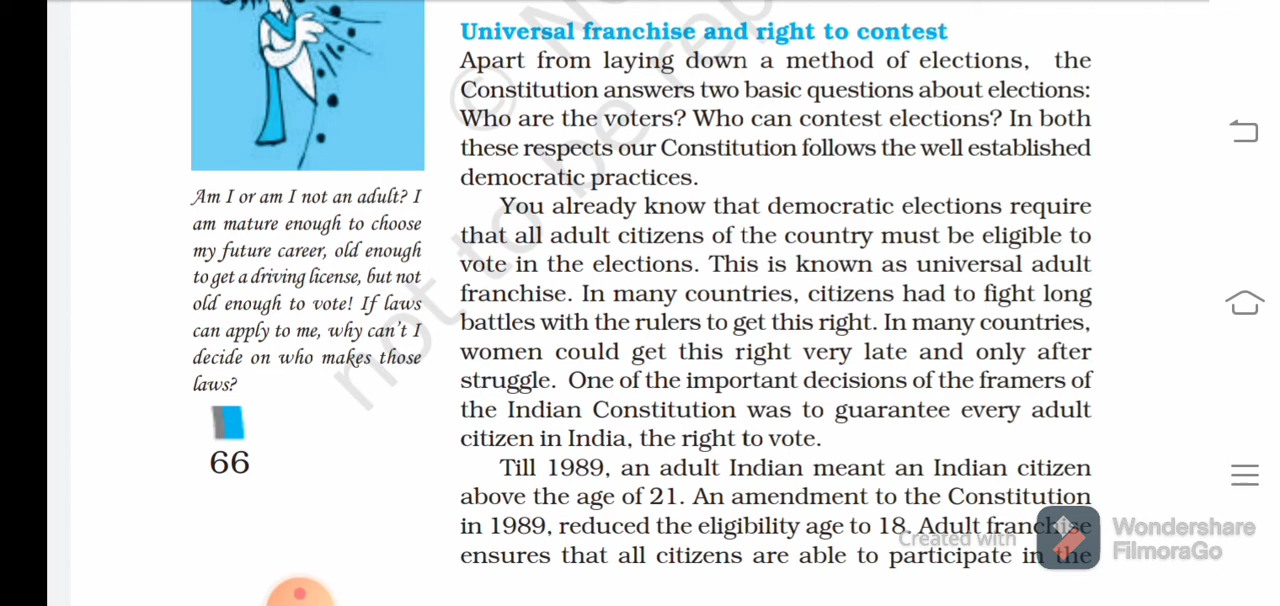 Universal franchise and right to contest
Apart from laying down a method of elections, the
Constitution answers two basic questions about elections:
Who are the voters? Who can contest elections? In both
these respects our Constitution follows the well established
democratic practices.
You already know that democratic elections require
that all adult citizens of the country must be eligible to
vote in the elections. This is known as universal adult
franchise. In many countries, citizens had to fight long
battles with the rulers to get this right. In many countries,
women could get this right very late and only after
struggle. One of the important decisions of the framers of
the Indian Constitution was to guarantee every adult
citizen in India, the right to vote.
Till 1989, an adult Indian meant an Indian citizen
above the age of 21. An amendment to the Constitution
in 1989, reduced the eligibility age to 18. Adult franchise
ensures that all citizens are able to participate in the
Am I or am I not an adult? I
am mature enough to choose
my future career, old enough
to get a driving license, but not
old enough to vote! If laws
can apply to me, why can't I
decide on who makes those
laws?
66
not to be rep
© N
Created with
Wondershare
FilmoraGo